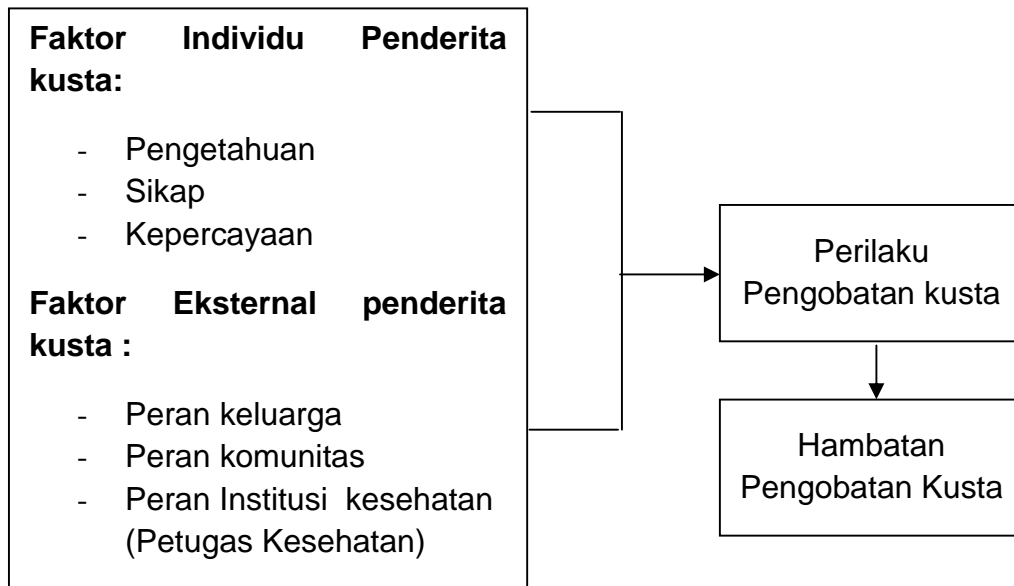 Faktor Individu Penderita
kusta:
- Pengetahuan
- Sikap
- Kepercayaan
Faktor Eksternal penderita
kusta :
- Peran keluarga
- Peran komunitas
- Peran Institusi kesehatan
(Petugas Kesehatan)
Perilaku
Pengobatan kusta
Hambatan
Pengobatan Kusta